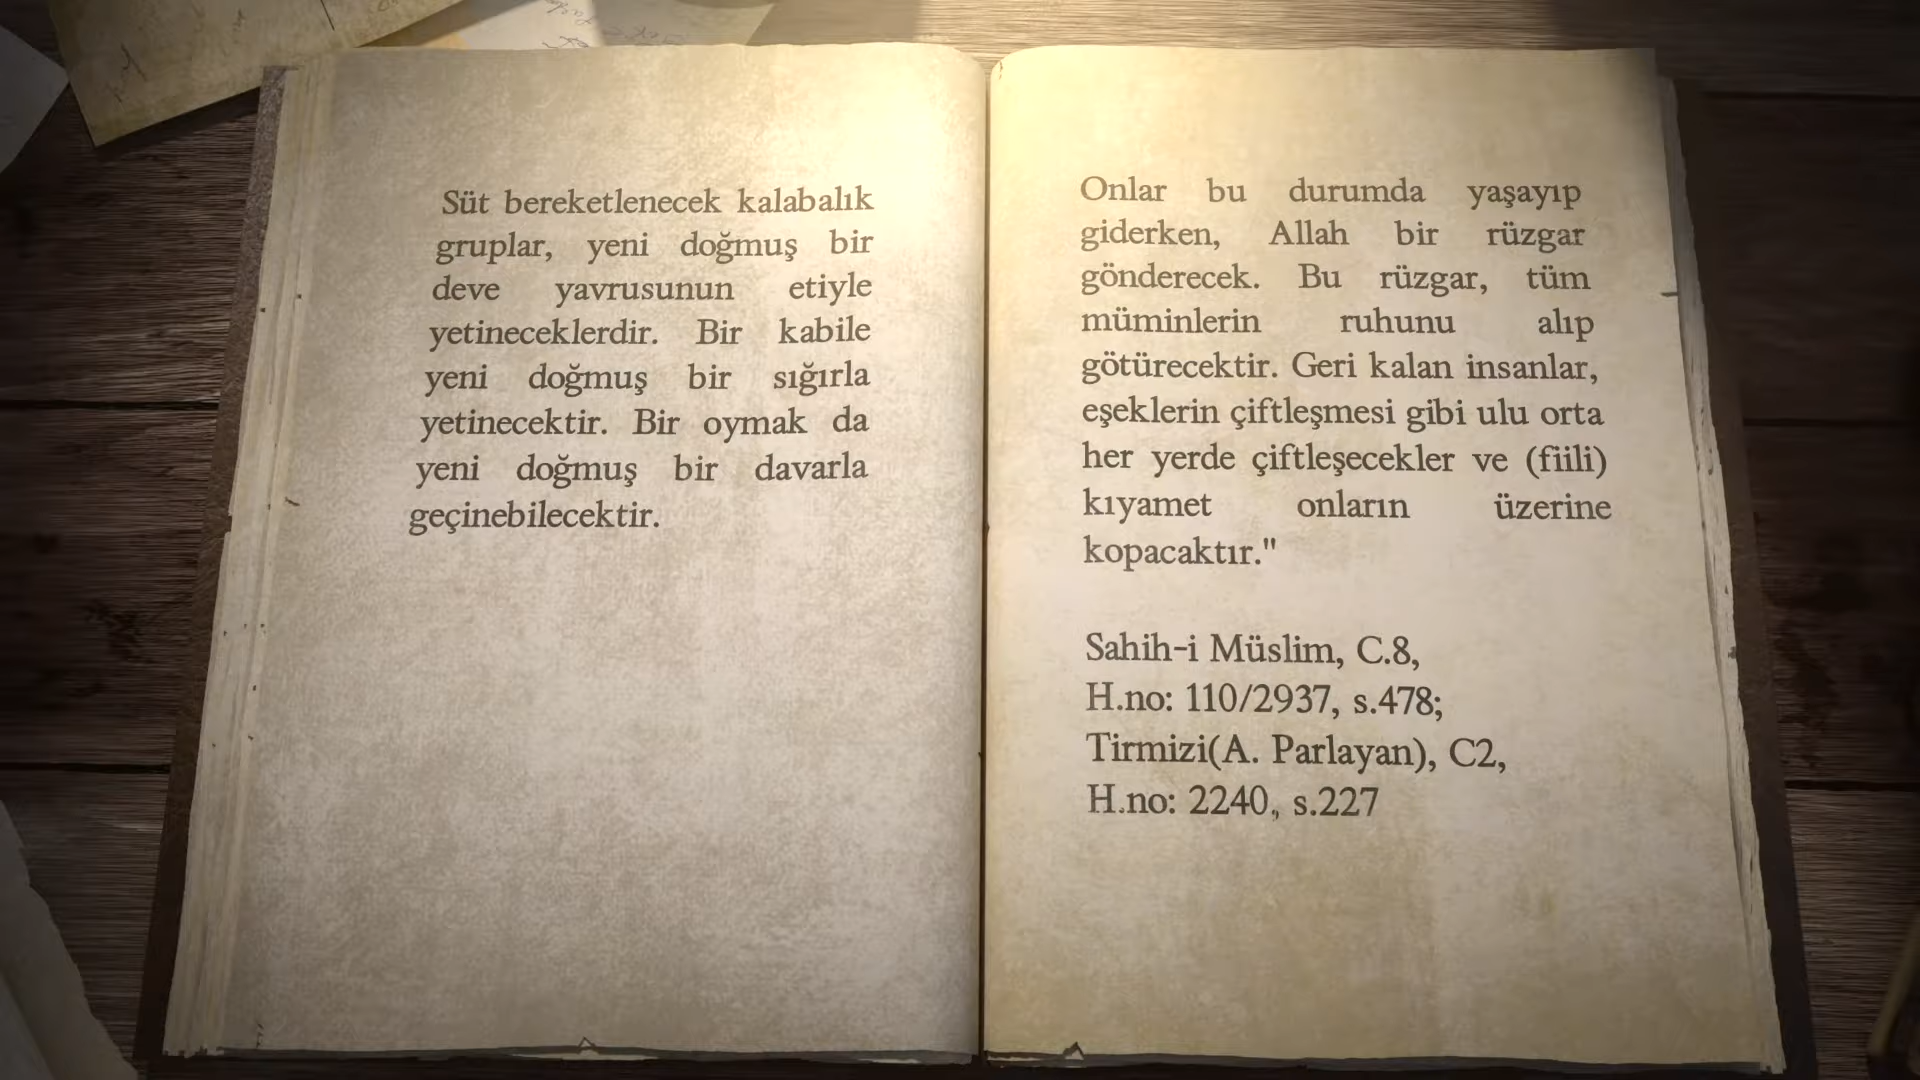 Süt bereketlenecek kalabalık
gruplar, yeni doğmuş bir
deve yavrusunun etiyle
yetineceklerdir. Bir kabile
yeni doğmuş bir sığırla
yetinecektir. Bir oymak da
yeni doğmuş bir davarla
geçinebilecektir.
Onlar bu durumda yaşayıp
giderken, Allah bir rüzgar
gönderecek. Bu rüzgar, tüm
müminlerin ruhunu alıp
götürecektir. Geri kalan insanlar,
eşeklerin çiftleşmesi gibi ulu orta
her yerde çiftleşecekler ve (fiili)
kıyamet onların üzerine
kopacaktır."
Sahih-i Müslim, C.8,
H.no: 110/2937, s.478;
Tirmizi(A. Parlayan), C2,
H.no: 2240, s.227